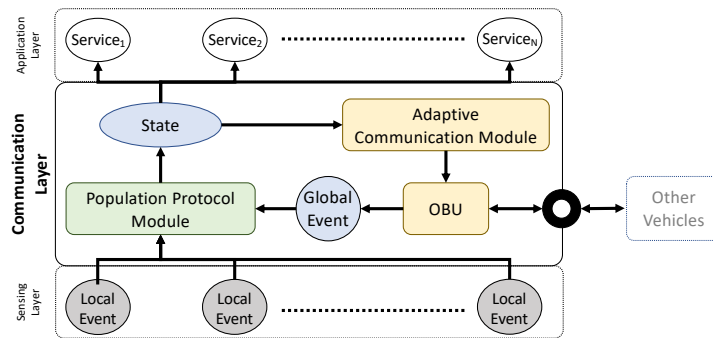 Application
Layer
Service1
Service2
ServiceN
Communication
Layer
State
Adaptive
Communication Module
Population Protocol
Module
Global
Event
OBU
Other
Vehicles
Sensing
Layer
Local
Event
Local
Event
Local
Event